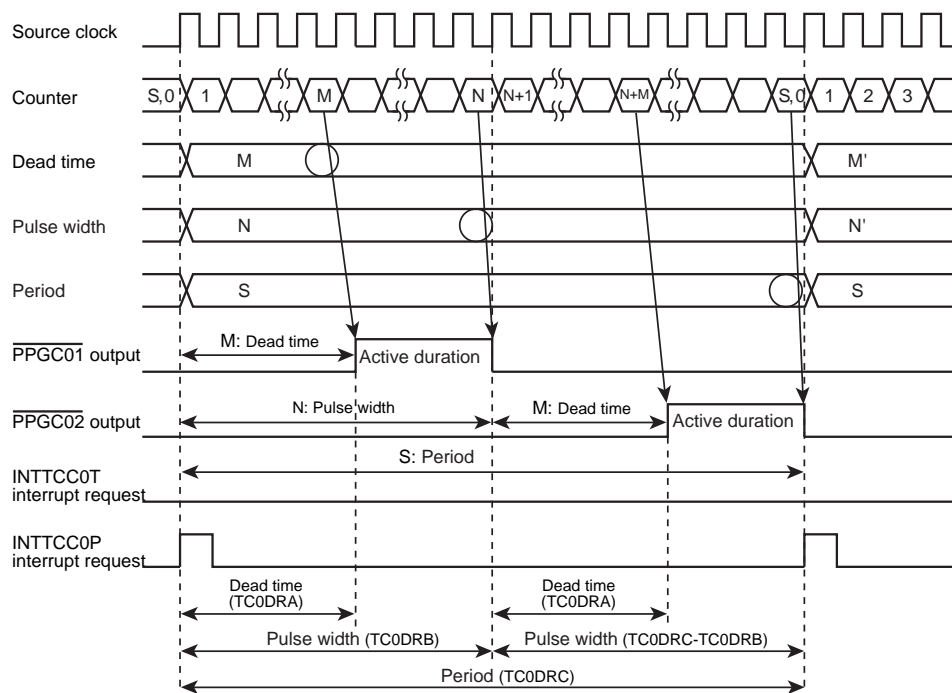 Source clock
Counter S,0 1 M N N+1 N+M S,0 1 2 3
Dead time M M'
Pulse width N N'
Period S S
PPGC01 output M: Dead time Active duration
PPGC02 output N: Pulse width M: Dead time Active duration
S: Period
INTTCC0T
interrupt request
INTTCC0P
interrupt request
Dead time
(TC0DRA)
Dead time
(TC0DRA)
Pulse width (TC0DRB) Pulse width (TC0DRC-TC0DRB)
Period (TC0DRC)